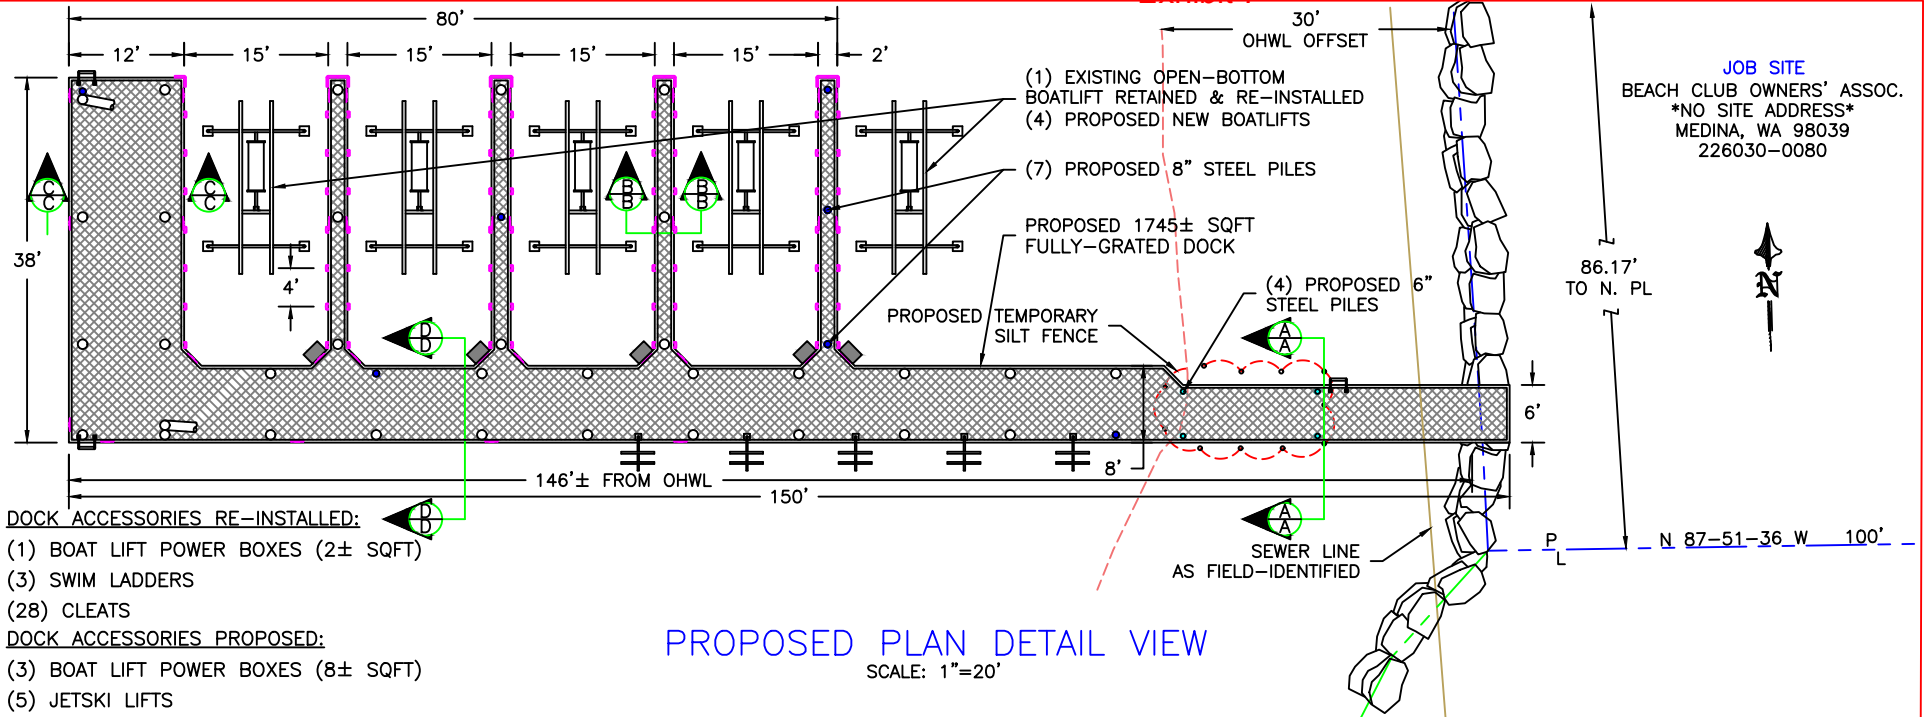 80'
30'
OHWL OFFSET
12' 15' 15' 15' 15' 2'
JOB SITE
BEACH CLUB OWNERS' ASSOC.
*NO SITE ADDRESS*
MEDINA, WA 98039
226030-0080
(1) EXISTING OPEN-BOTTOM
BOATLIFT RETAINED & RE-INSTALLED
(4) PROPOSED NEW BOATLIFTS
(7) PROPOSED 8" STEEL PILES
C
C
C
C
B
B
B
B
PROPOSED 1745± SQFT
FULLY-GRATED DOCK
38'
4'
86.17'
TO N. PL
N
(4) PROPOSED 6"
STEEL PILES
PROPOSED TEMPORARY
SILT FENCE
D
D
A
A
6'
8'
146'± FROM OHWL
150'
D
D
A
A
DOCK ACCESSORIES RE-INSTALLED:
(1) BOAT LIFT POWER BOXES (2± SQFT)
(3) SWIM LADDERS
(28) CLEATS
DOCK ACCESSORIES PROPOSED:
(3) BOAT LIFT POWER BOXES (8± SQFT)
(5) JETSKI LIFTS
SEWER LINE
AS FIELD-IDENTIFIED
P
L
N 87-51-36 W 100'
PROPOSED PLAN DETAIL VIEW
SCALE: 1"=20'